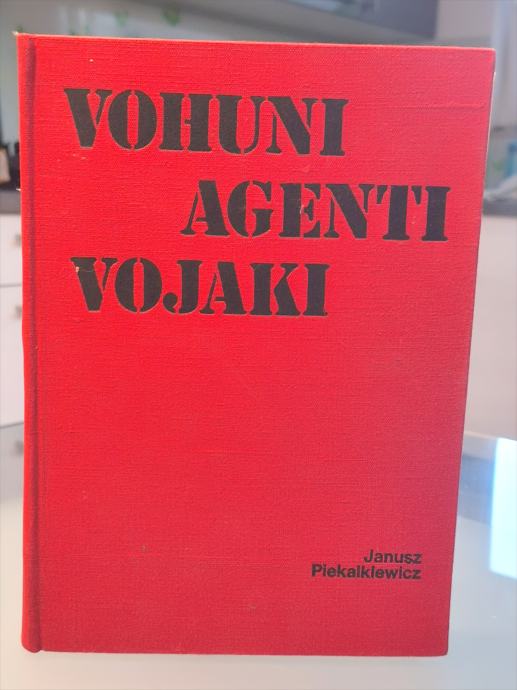 VOHUNI
AGENTI
VOJAKI
Janusz
Piekalkiewicz